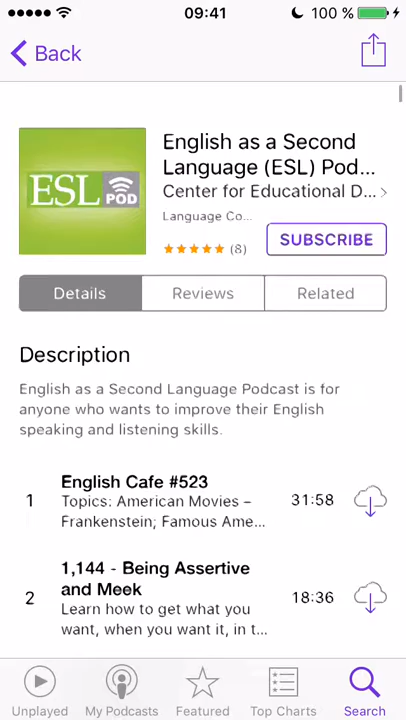 09:41
100 %
Back
ESL
POD
English as a Second
Language (ESL) Pod...
Center for Educational D...
Language Co...
(8)
SUBSCRIBE
Details
Reviews
Related
Description
English as a Second Language Podcast is for
anyone who wants to improve their English
speaking and listening skills.
1
English Cafe #523
Topics: American Movies –
Frankenstein; Famous Ame...
31:58
2
1,144 - Being Assertive
and Meek
Learn how to get what you
want, when you want it, in t...
18:36
Unplayed
My Podcasts
Featured
Top Charts
Search